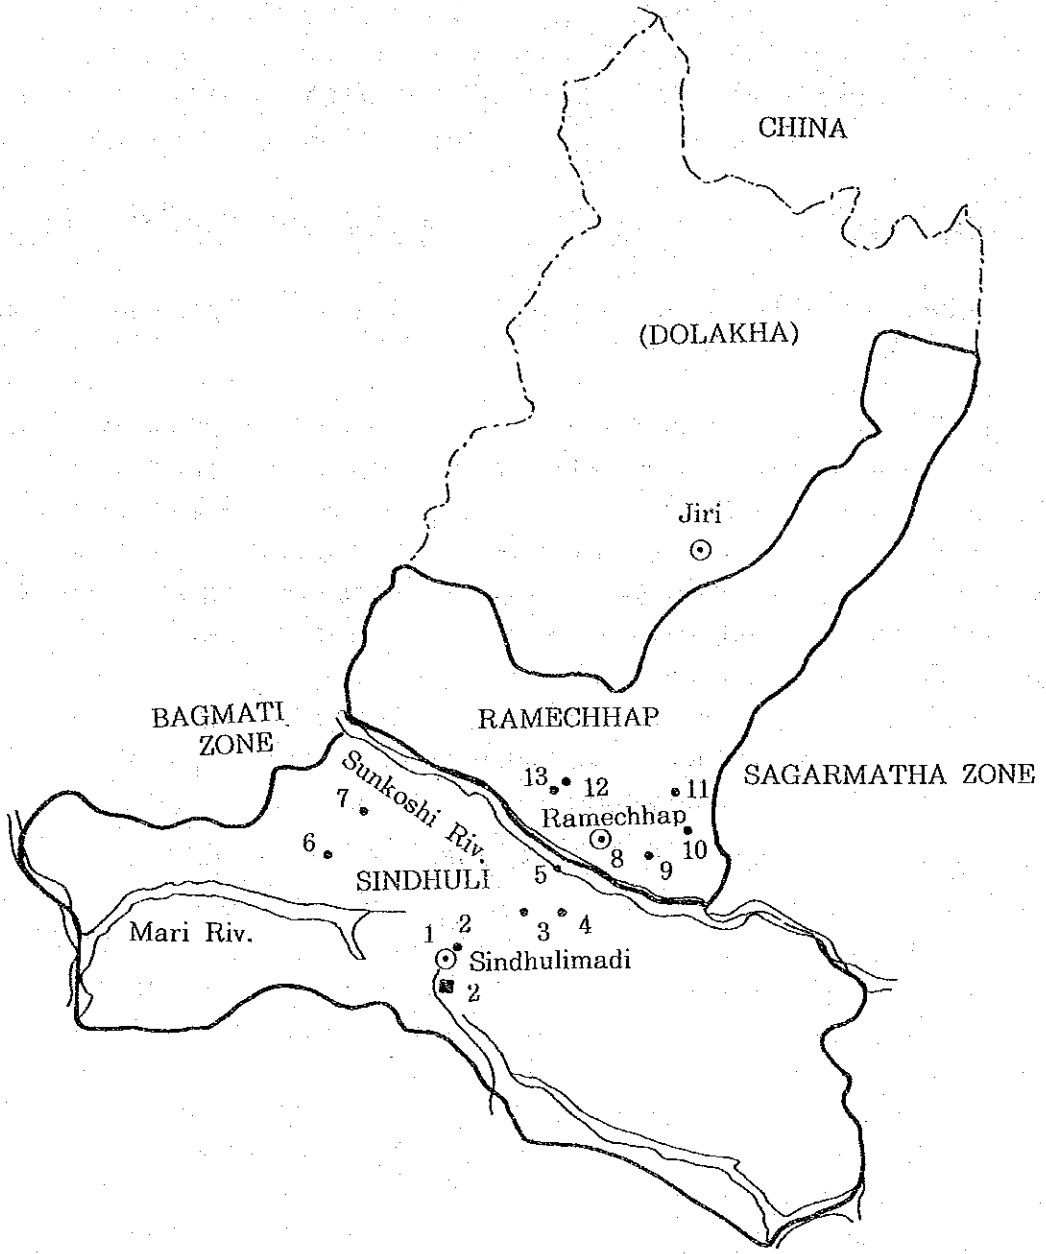 CHINA
(DOLAKHA)
Jiri
BAGMATI
ZONE
RAMECHHAP
SAGARMATHA ZONE
Sunkoshi Riv.
13
12
11
7
Ramechhap
10
6
8
9
SINDHULI
5
Mari Riv.
1
2
3
4
Sindhulimadi
2